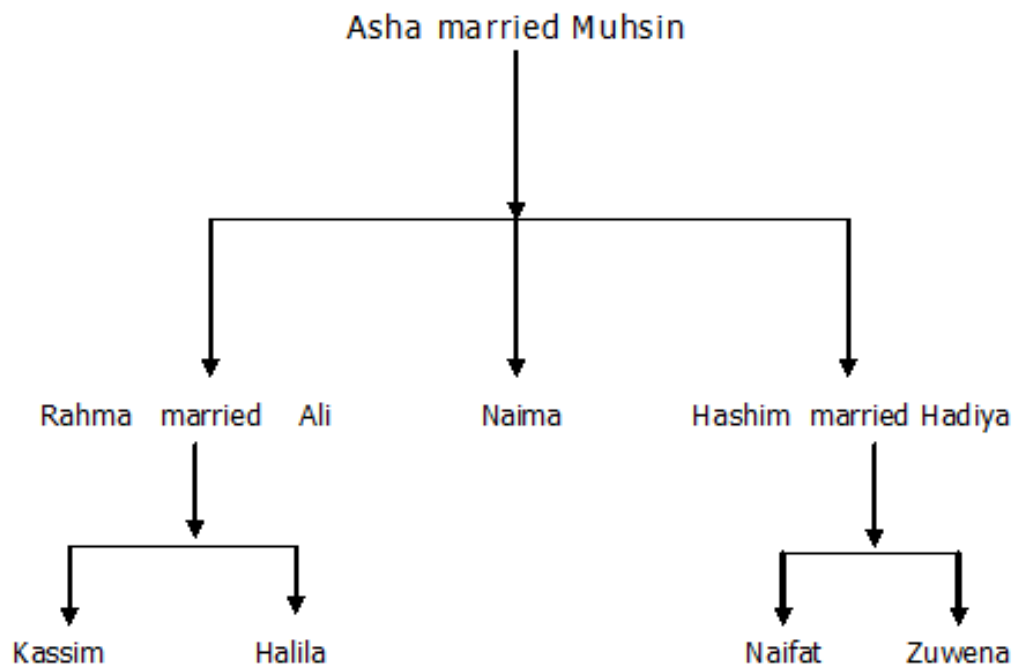 Asha married Muhsin
Rahma married Ali Naima Hashim married Hadiya
Kassim Halila Naifat Zuwena